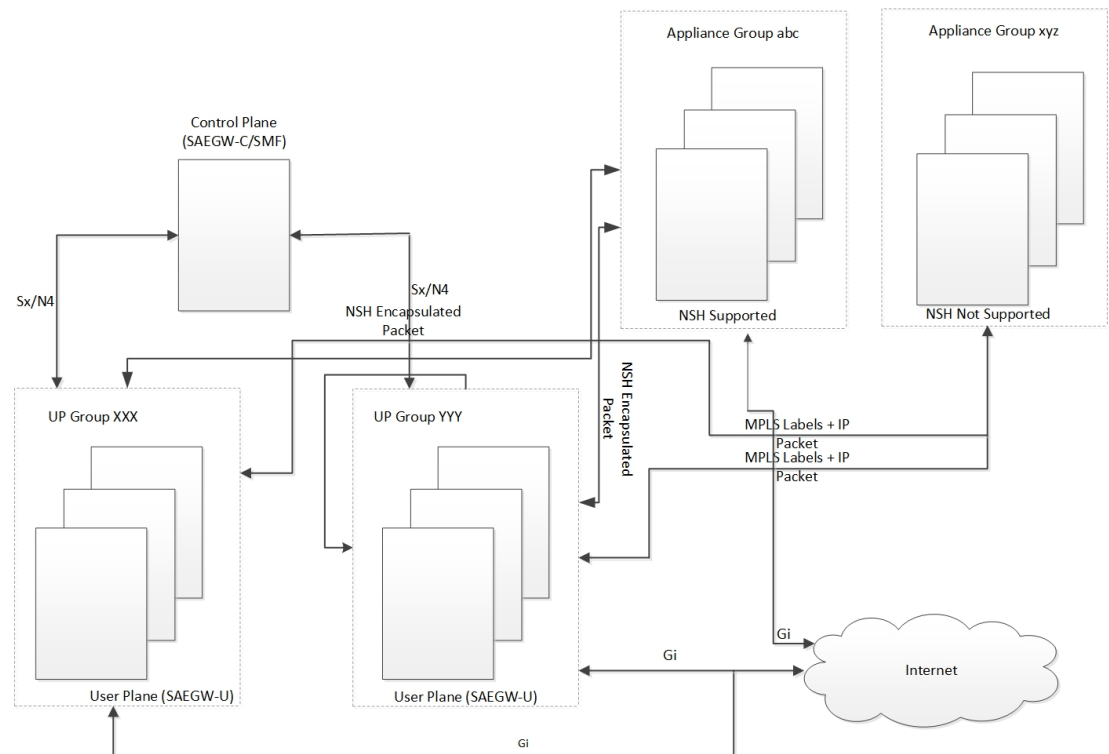 Appliance Group abc
Appliance Group xyz
Control Plane
(SAEGW-C/SMF)
Sx/N4
Sx/N4
NSH Encapsulated
Packet
NSH Supported
NSH Not Supported
NSH Encapsulated
Packet
UP Group XXX
UP Group YYY
MPLS Labels + IP
Packet
MPLS Labels + IP
Packet
Gi
Gi
Internet
User Plane (SAEGW-U)
User Plane (SAEGW-U)
Gi